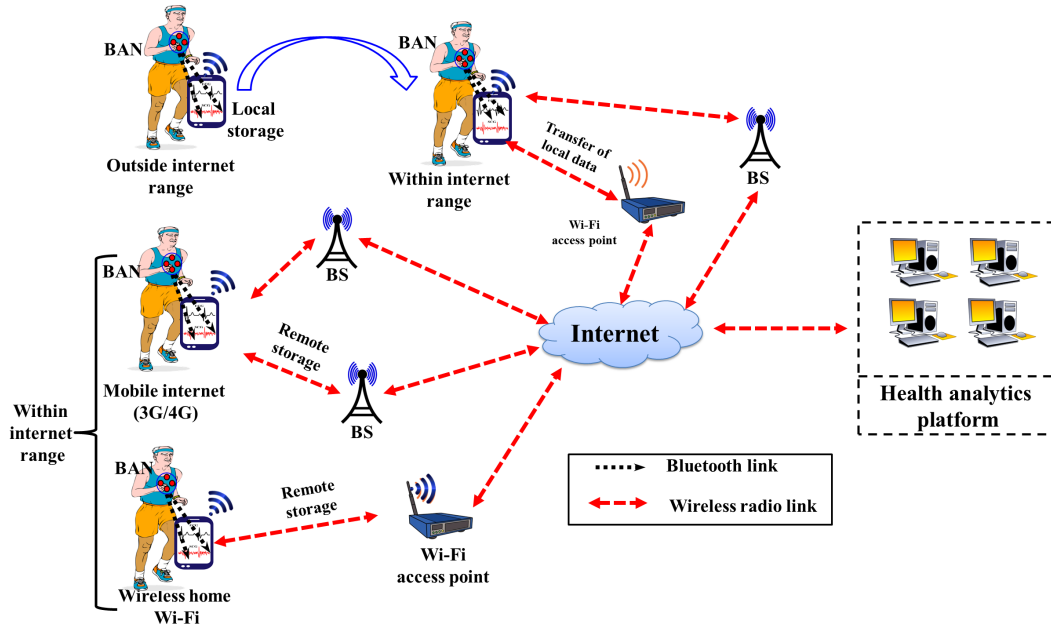 BAN
Local
storage
Outside internet
range
BAN
Within internet
range
Transfer of
local data
Wi-Fi
access point
BS
BAN
Mobile internet
(3G/4G)
BS
Remote
storage
BS
Internet
Health analytics
platform
Within
internet
range
BAN
Wireless home
Wi-Fi
Remote
storage
Wi-Fi
access point
Bluetooth link
Wireless radio link